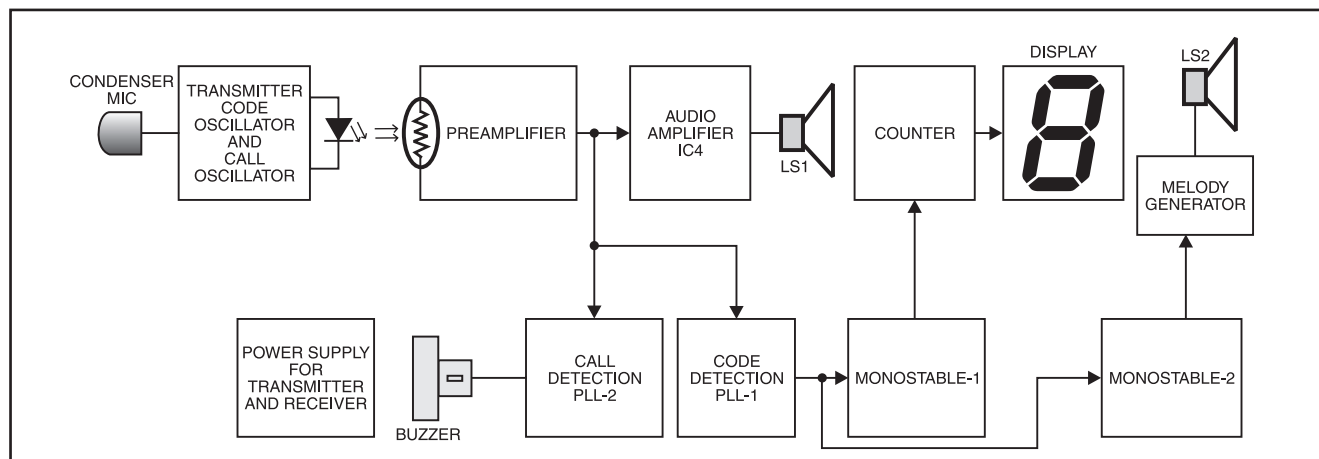 CONDENSER
MIC
TRANSMITTER
CODE
OSCILLATOR
AND
CALL
OSCILLATOR
PREAMPLIFIER
AUDIO
AMPLIFIER
IC4
LS1
COUNTER
DISPLAY
8
LS2
MELODY
GENERATOR
POWER SUPPLY
FOR
TRANSMITTER
AND RECEIVER
BUZZER
CALL
DETECTION
PLL-2
CODE
DETECTION
PLL-1
MONOSTABLE-1
MONOSTABLE-2